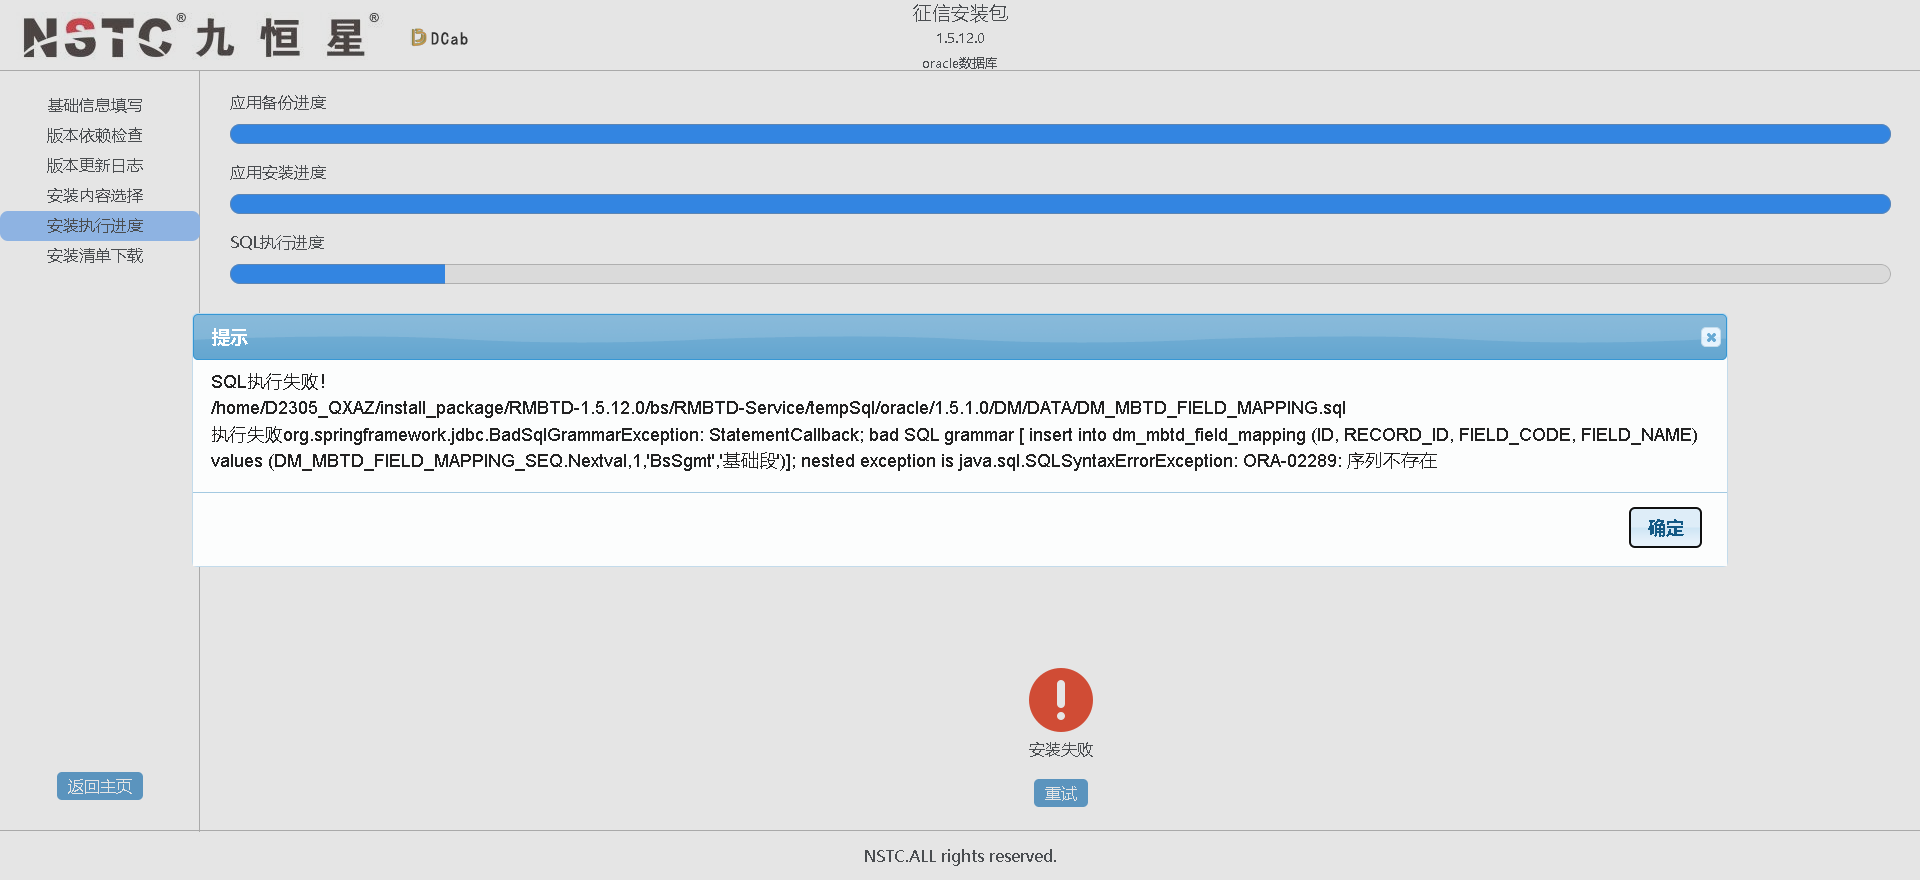 NSTC® 九恒星® DCab
征信安装包
1.5.12.0
oracle数据库
基础信息填写
版本依赖检查
版本更新日志
安装内容选择
安装执行进度
安装清单下载
应用备份进度
应用安装进度
SQL执行进度
提示
SQL执行失败!
/home/D2305_QXAZ/install_package/RMBTD-1.5.12.0/bs/RMBTD-Service/tempSql/oracle/1.5.1.0/DM/DATA/DM_MBTD_FIELD_MAPPING.sql
执行失败org.springframework.jdbc.BadSqlGrammarException: StatementCallback; bad SQL grammar [ insert into dm_mbtd_field_mapping (ID, RECORD_ID, FIELD_CODE, FIELD_NAME)
values (DM_MBTD_FIELD_MAPPING_SEQ.Nextval,1,'BsSgmt','基础段')]; nested exception is java.sql.SQLSyntaxErrorException: ORA-02289: 序列不存在
确定
安装失败
重试
返回主页
NSTC.ALL rights reserved.